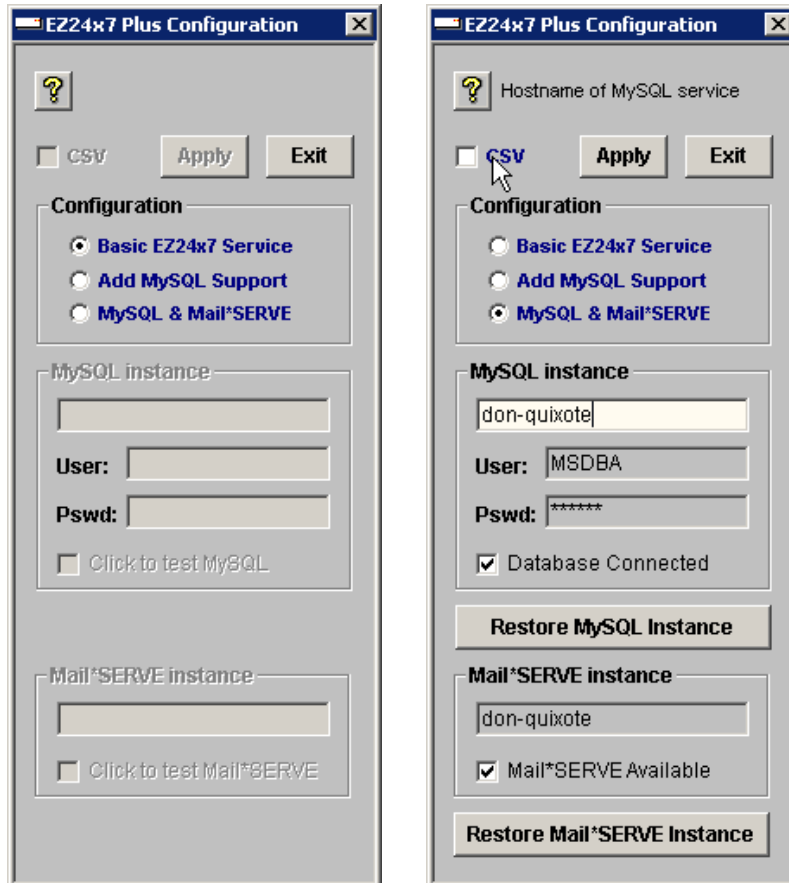 EZ24x7 Plus Configuration
?
CSV Apply Exit
Configuration
Basic EZ24x7 Service
Add MySQL Support
MySQL & Mail*SERVE
MySQL instance
User:
Pswd:
Click to test MySQL
Mail*SERVE instance
Click to test Mail*SERVE
EZ24x7 Plus Configuration
? Hostname of MySQL service
CSV Apply Exit
Configuration
Basic EZ24x7 Service
Add MySQL Support
MySQL & Mail*SERVE
MySQL instance
don-quixote
User: MSDBA
Pswd: ******
Database Connected
Restore MySQL Instance
Mail*SERVE instance
don-quixote
Mail*SERVE Available
Restore Mail*SERVE Instance